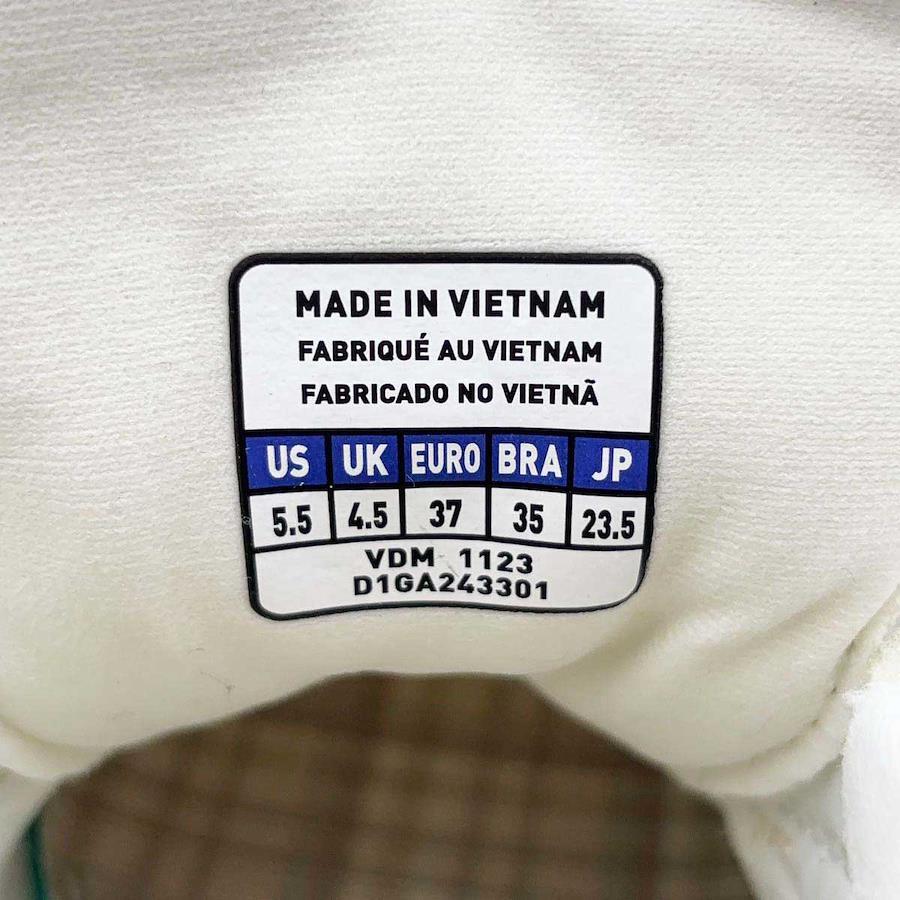 MADE IN VIETNAM
FABRIQUÉ AU VIETNAM
FABRICADO NO VIETNÃ
US UK EURO BRA JP
5.5 4.5 37 35 23.5
VDM 1123
D1GA243301